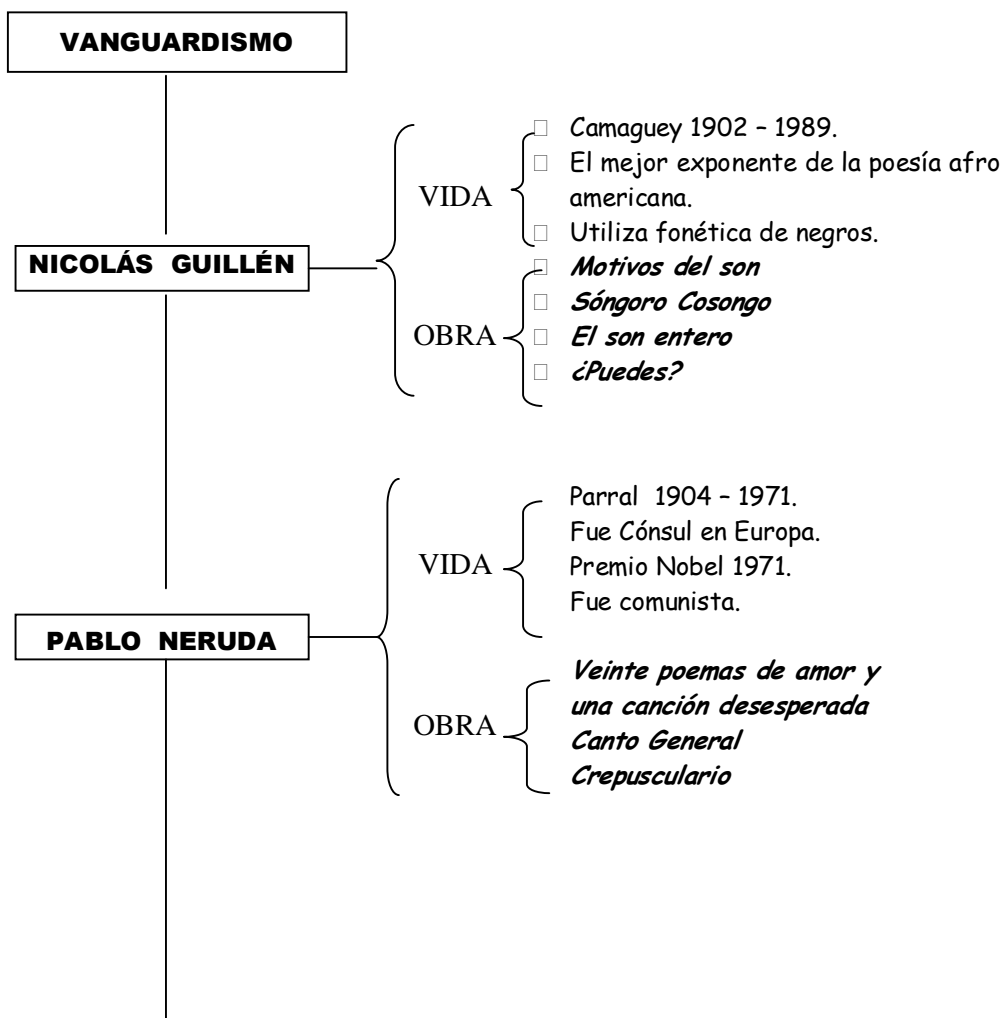 VANGUARDISMO
NICOLÁS GUILLÉN
VIDA
Camaguey 1902 – 1989.
El mejor exponente de la poesía afro
americana.
Utiliza fonética de negros.
OBRA
Motivos del son
Sóngoro Cosongo
El son entero
¿Puedes?
PABLO NERUDA
VIDA
Parral 1904 – 1971.
Fue Cónsul en Europa.
Premio Nobel 1971.
Fue comunista.
OBRA
Veinte poemas de amor y
una canción desesperada
Canto General
Crepusculario